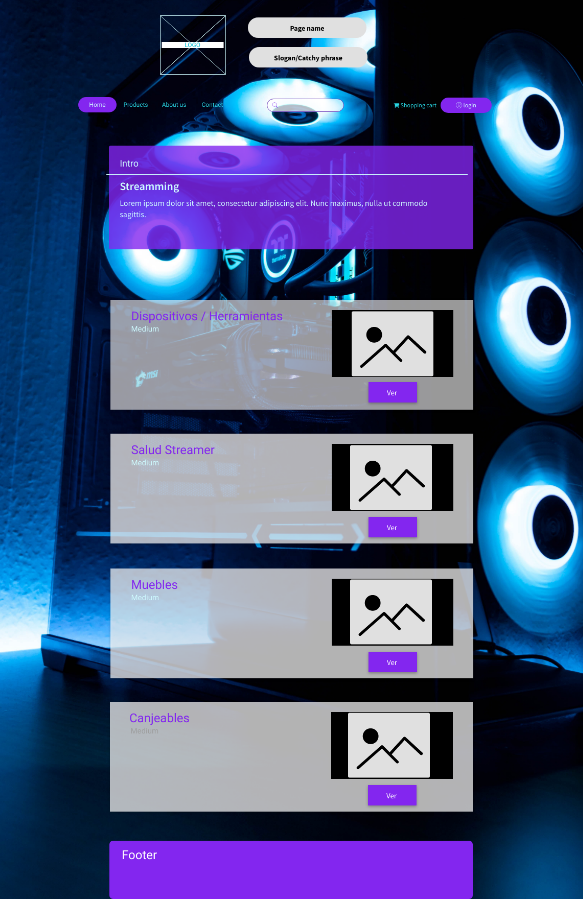 LOGO
Page name
Slogan/Catchy phrase
Home
Products
About us
Contact
Shopping cart
login
Intro
Streamming
Lorem ipsum dolor sit amet, consectetur adipiscing elit. Nunc maximus, nulla ut commodo
sagittis.
Dispositivos / Herramientas
Medium
Ver
msi
Salud Streamer
Medium
Ver
Muebles
Medium
Ver
Canjeables
Medium
Ver
Footer